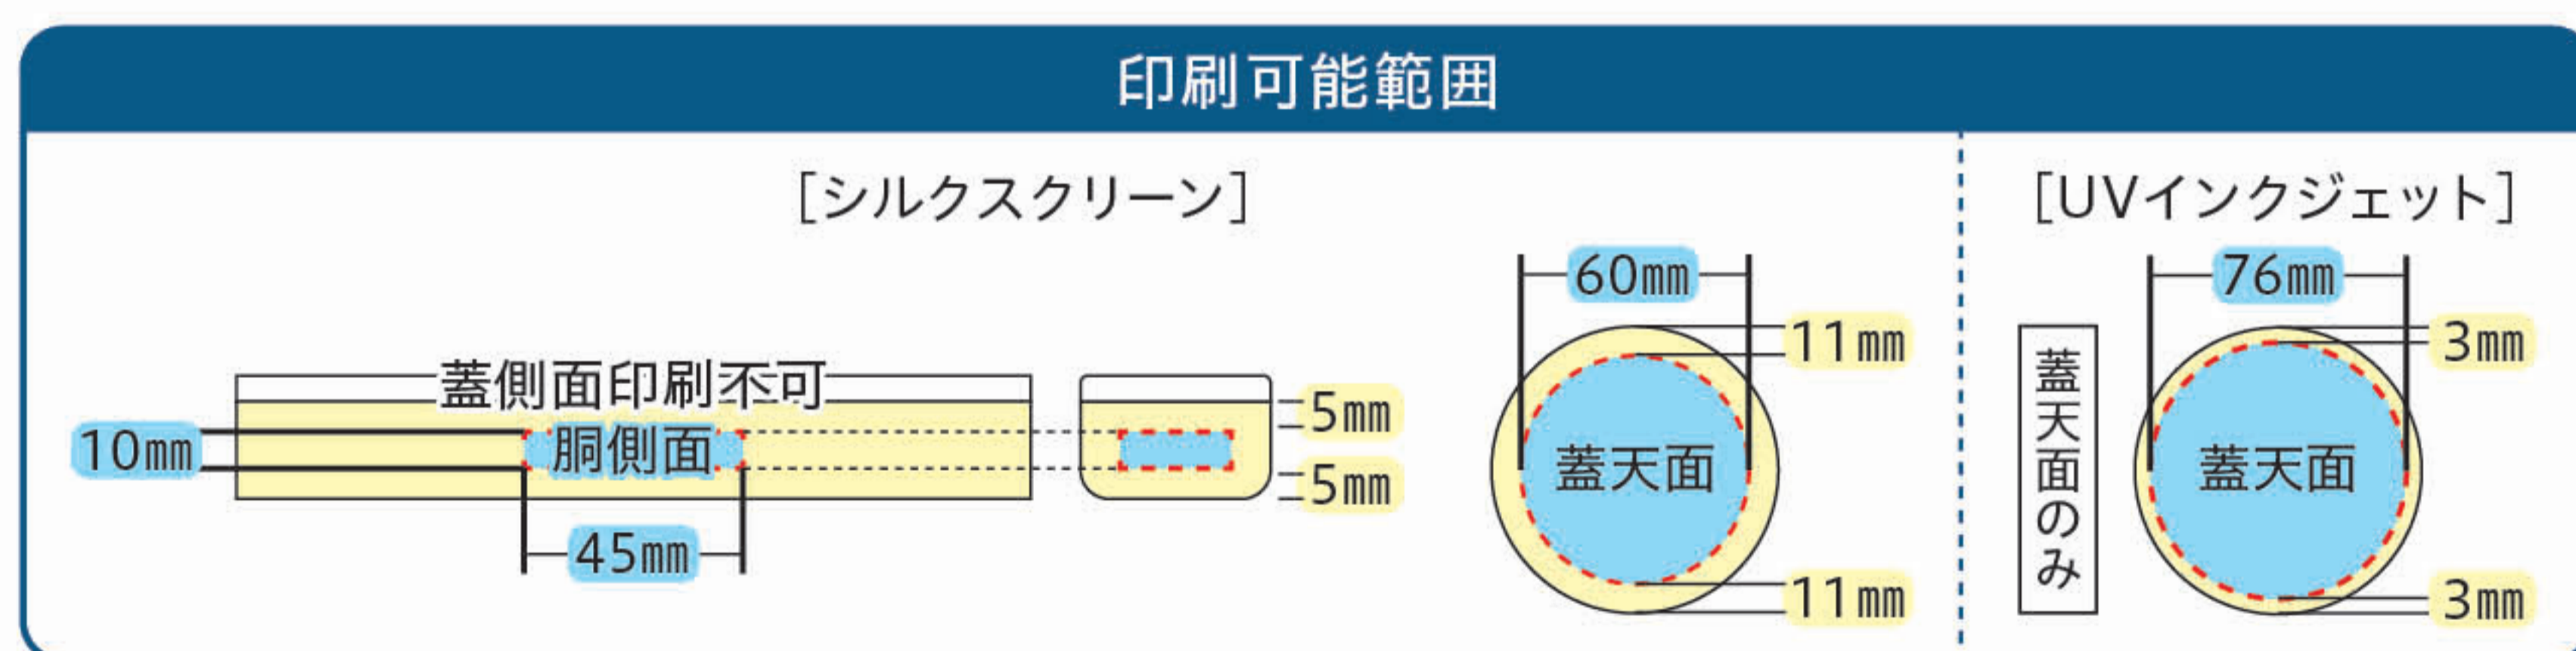 印刷可能範囲
[シルクスクリーン]
蓋側面印刷不可
10㎜
胴側面
45㎜
5㎜
5㎜
60㎜
11㎜
蓋天面
11㎜
[UVインクジェット]
蓋天面のみ
76㎜
3㎜
蓋天面
3㎜